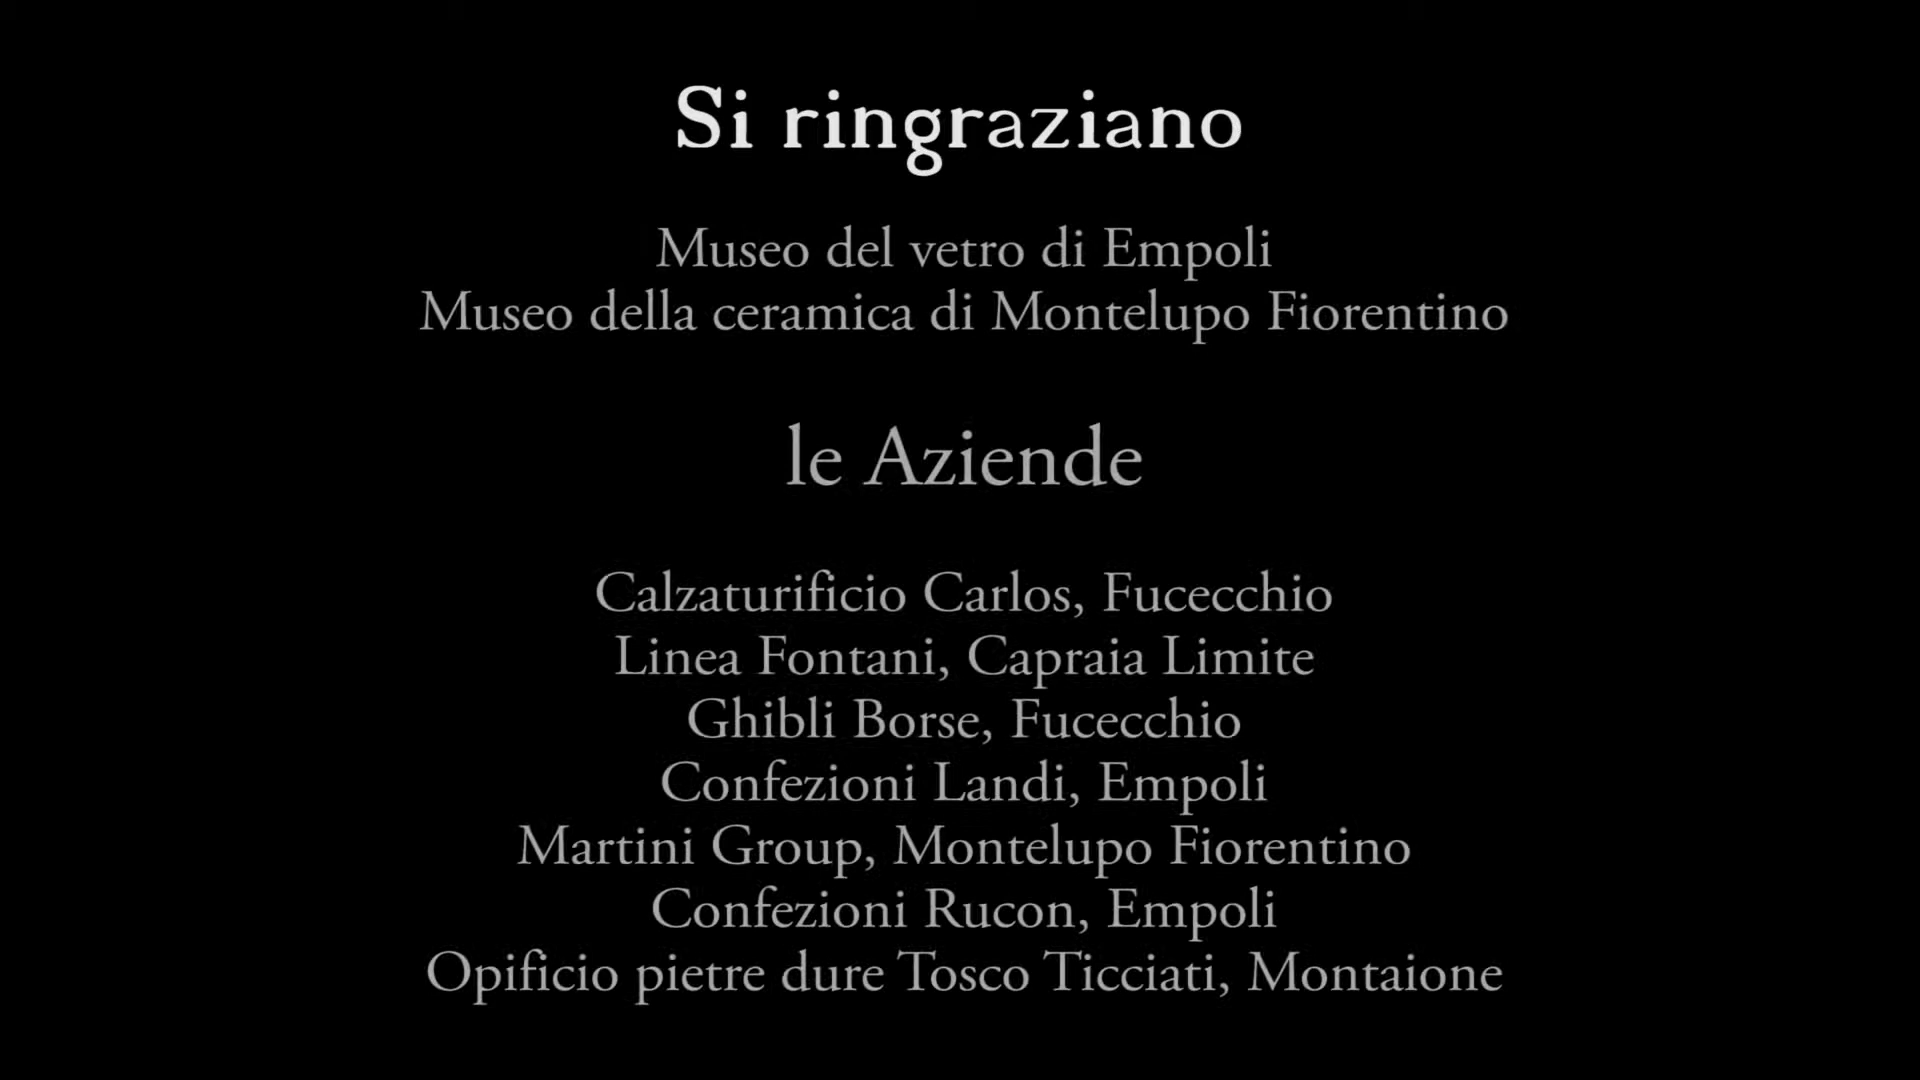 Si ringraziano
Museo del vetro di Empoli
Museo della ceramica di Montelupo Fiorentino
le Aziende
Calzaturificio Carlos, Fucecchio
Linea Fontani, Capraia Limite
Ghibli Borse, Fucecchio
Confezioni Landi, Empoli
Martini Group, Montelupo Fiorentino
Confezioni Rucon, Empoli
Opificio pietre dure Tosco Ticciati, Montaione